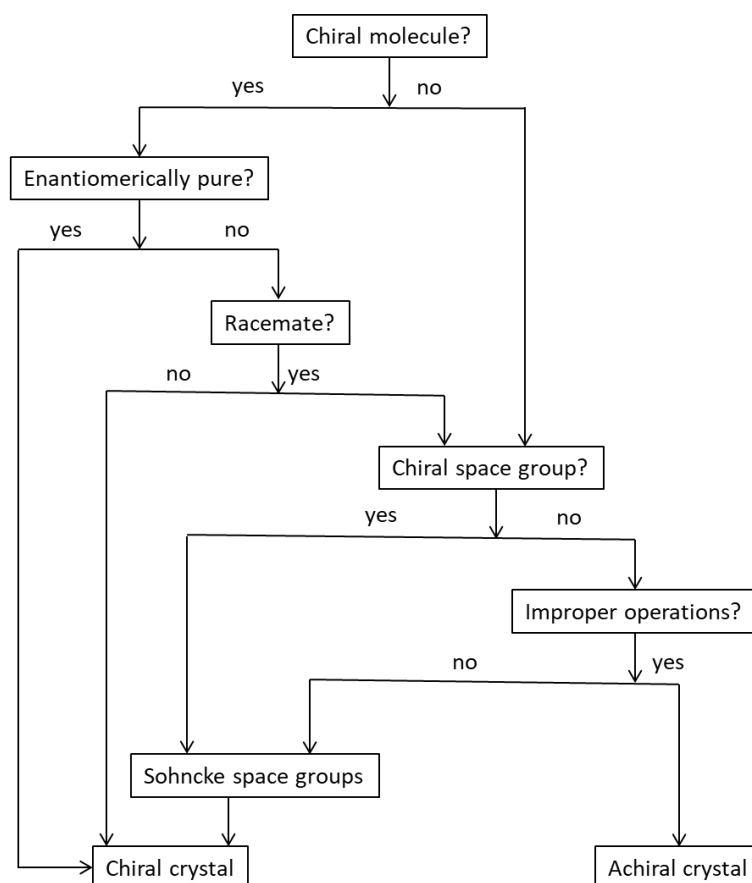 Chiral molecule?
yes
no
Enantiomerically pure?
yes
no
Racemate?
no
yes
Chiral space group?
yes
no
Improper operations?
no
yes
Sohncke space groups
Chiral crystal
Achiral crystal